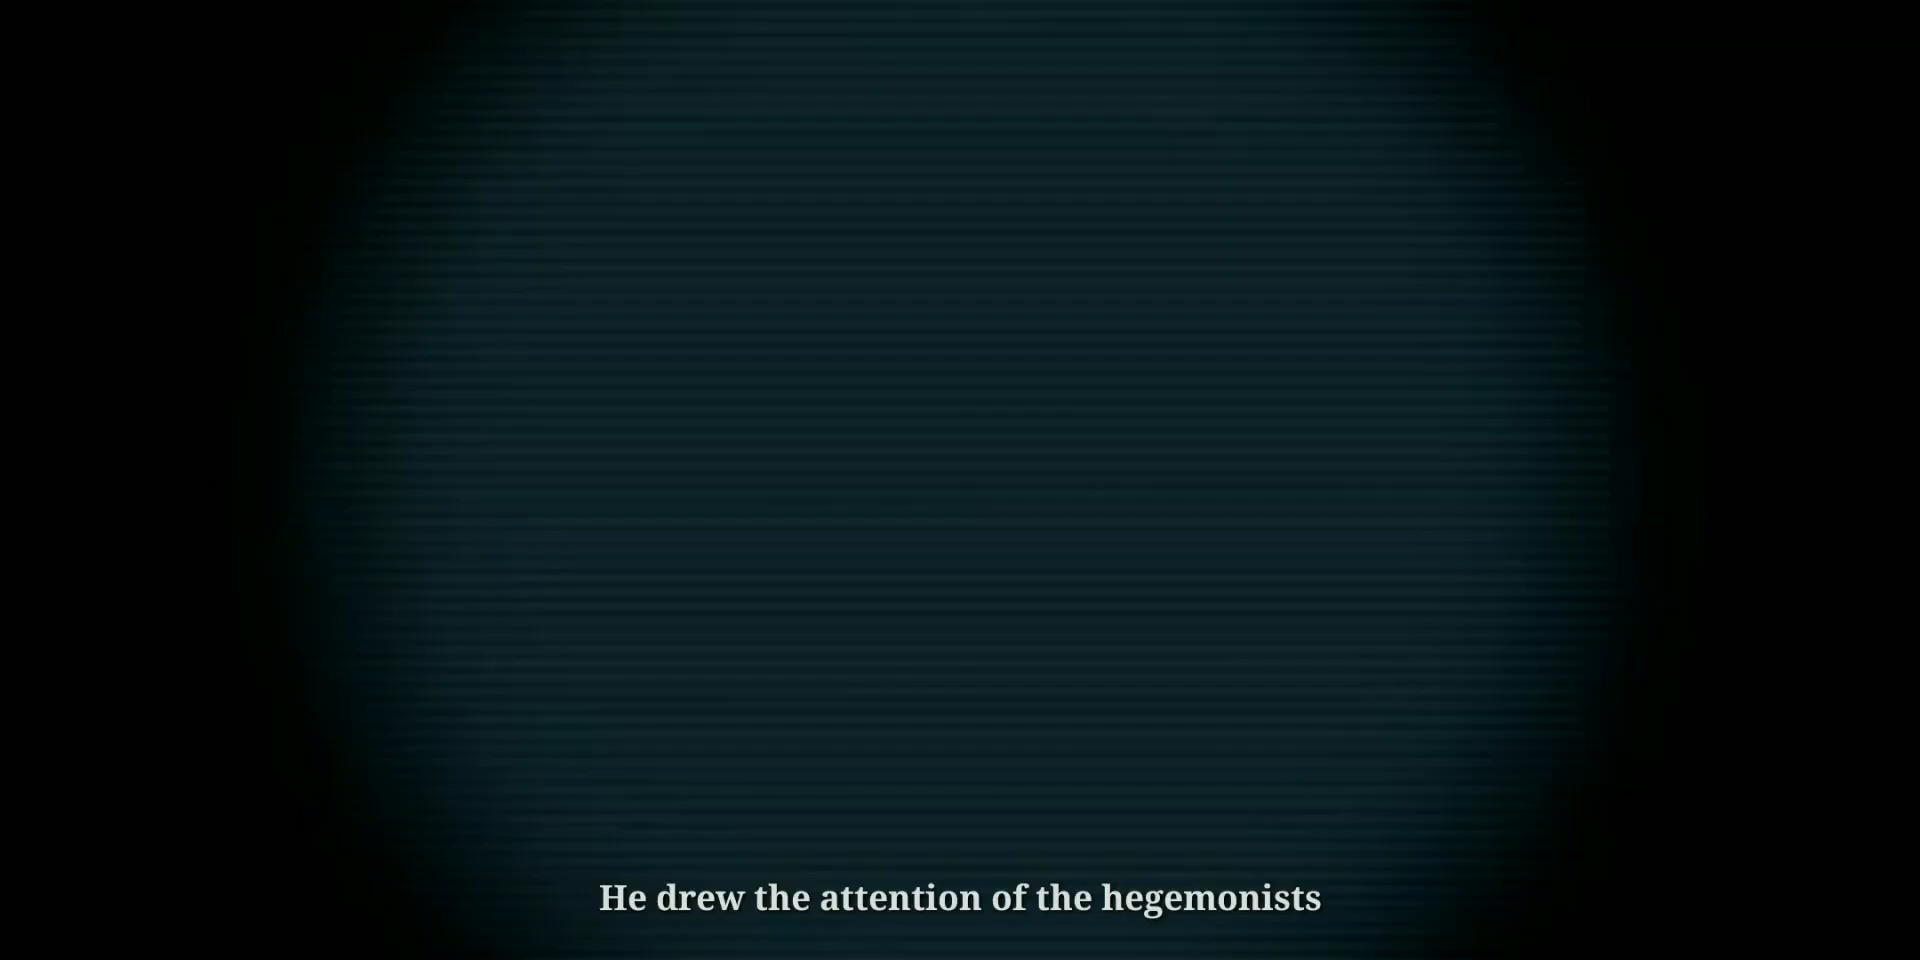 He drew the attention of the hegemonists